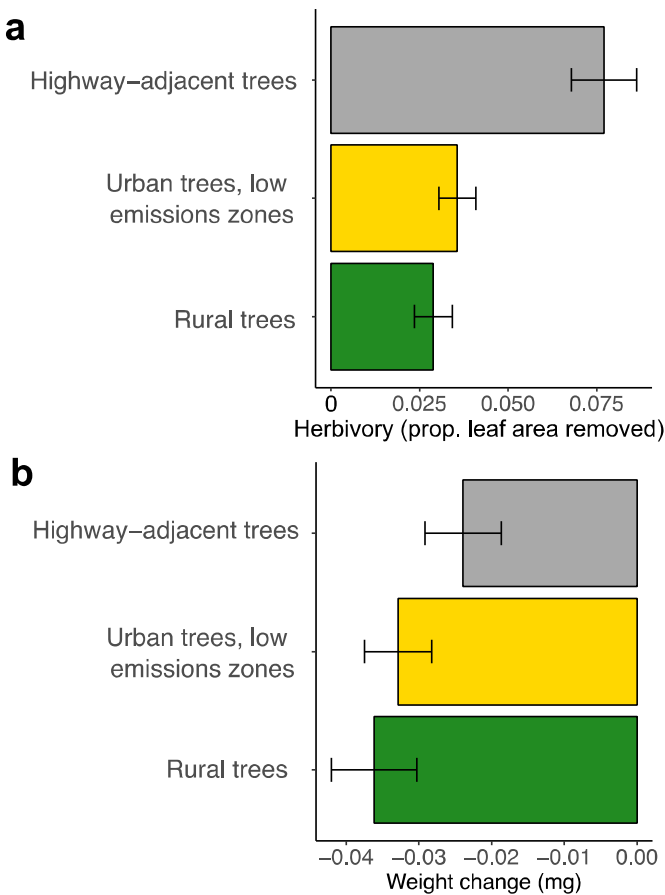 a
Highway−adjacent trees
Urban trees, low
emissions zones
Rural trees
0 0.025 0.050 0.075
Herbivory (prop. leaf area removed)
b
Highway−adjacent trees
Urban trees, low
emissions zones
Rural trees
−0.04 −0.03 −0.02 −0.01 0.00
Weight change (mg)